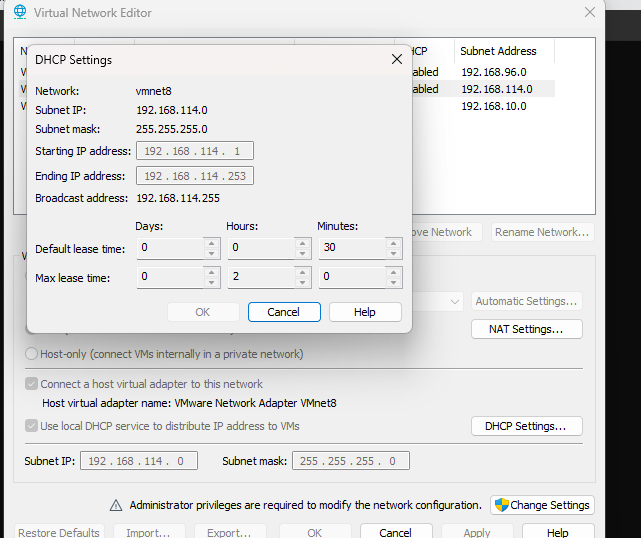 Virtual Network Editor
HCP Subnet Address
abled 192.168.96.0
abled 192.168.114.0
192.168.10.0
DHCP Settings
Network: vmnet8
Subnet IP: 192.168.114.0
Subnet mask: 255.255.255.0
Starting IP address: 192 . 168 . 114 . 1
Ending IP address: 192 . 168 . 114 . 253
Broadcast address: 192.168.114.255
Days: Hours: Minutes:
Default lease time: 0 0 30
Max lease time: 0 2 0
OK Cancel Help
ove Network Rename Network...
Automatic Settings...
NAT Settings...
Host-only (connect VMs internally in a private network)
Connect a host virtual adapter to this network
Host virtual adapter name: VMware Network Adapter VMnet8
Use local DHCP service to distribute IP address to VMs DHCP Settings...
Subnet IP: 192 . 168 . 114 . 0 Subnet mask: 255 . 255 . 255 . 0
Administrator privileges are required to modify the network configuration. Change Settings
Restore Defaults Import... Export... OK Cancel Apply Help